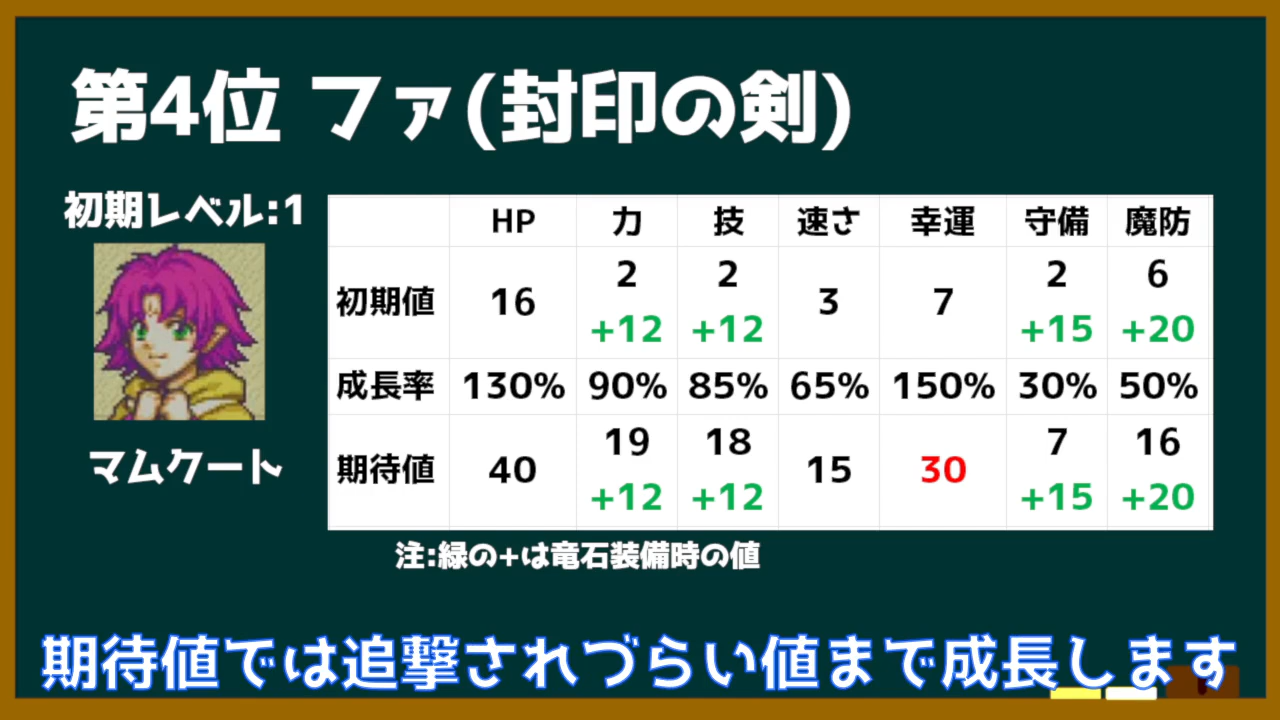 第4位 ファ(封印の剣)
初期レベル:1
マムクート
HP 力 技 速さ 幸運 守備 魔防
初期値 16 2 +12 2 +12 3 7 2 +15 6 +20
成長率 130% 90% 85% 65% 150% 30% 50%
期待値 40 19 +12 18 +12 15 30 7 +15 16 +20
注:緑の+は竜石装備時の値
期待値では追撃されづらい値まで成長します